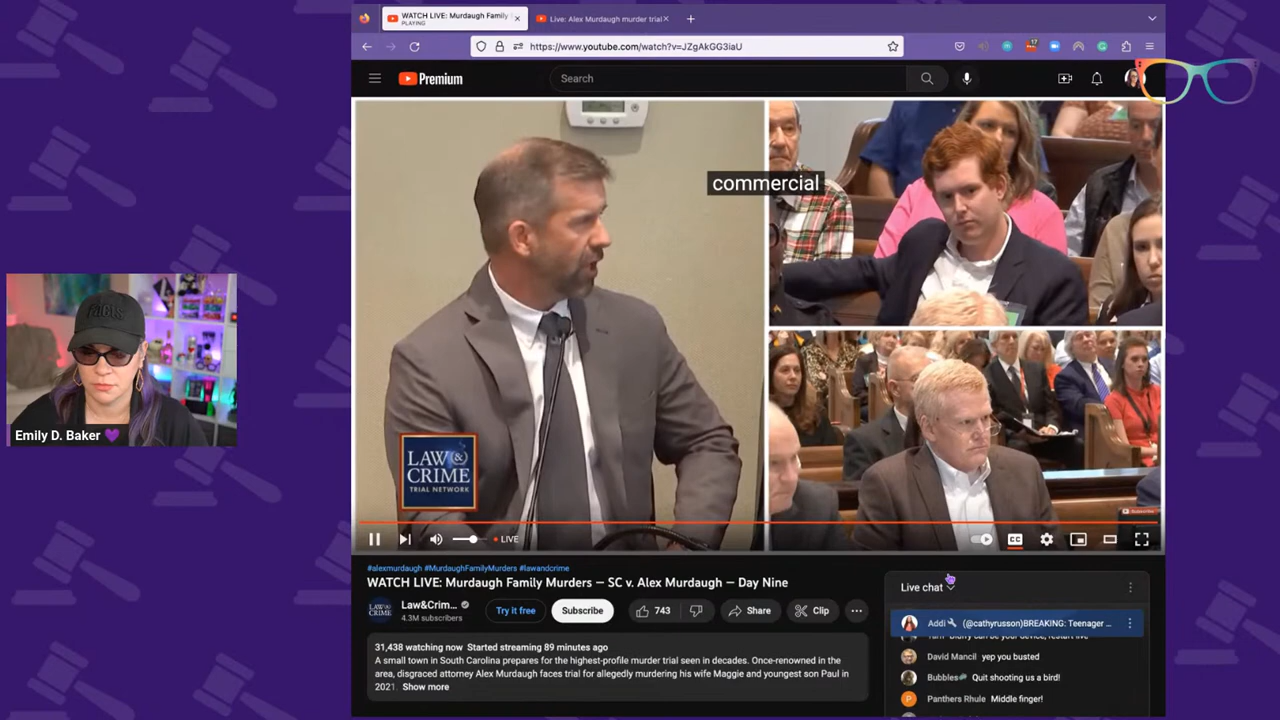 WATCH LIVE: Murdaugh Family
PLAYING
Live: Alex Murdaugh murder trial
https://www.youtube.com/watch?v=JZgAkGG3iaU
Premium
Search
commercial
facts
Emily D. Baker 💜
LAW &
CRIME
TRIAL NETWORK
LIVE
CC
#alexmurdaugh #MurdaughFamilyMurders #lawandcrime
WATCH LIVE: Murdaugh Family Murders — SC v. Alex Murdaugh — Day Nine
Law&Crim...
4.3M subscribers
Try it free
Subscribe
743
Share
Clip
31,438 watching now Started streaming 89 minutes ago
A small town in South Carolina prepares for the highest-profile murder trial seen in decades. Once-renowned in the
area, disgraced attorney Alex Murdaugh faces trial for allegedly murdering his wife Maggie and youngest son Paul in
2021. Show more
Live chat
Addi (@cathyrusson)BREAKING: Teenager ...
David Mancil yep you busted
Bubbles Quit shooting us a bird!
Panthers Rhule Middle finger!